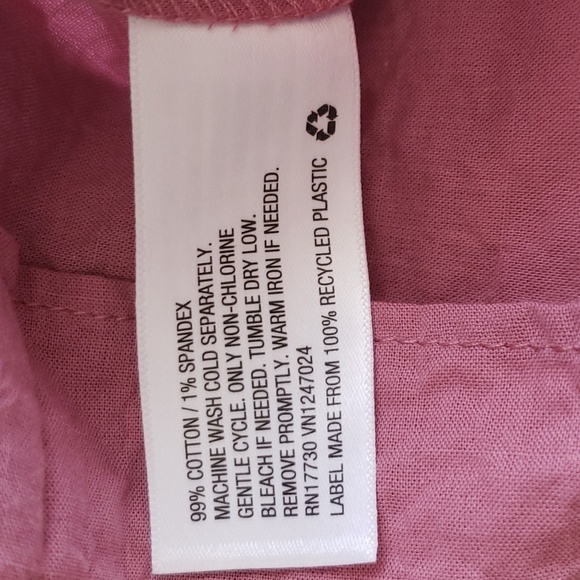 99% COTTON / 1% SPANDEX
MACHINE WASH COLD SEPARATELY.
GENTLE CYCLE. ONLY NON-CHLORINE
BLEACH IF NEEDED. TUMBLE DRY LOW.
REMOVE PROMPTLY. WARM IRON IF NEEDED.
RN17730 VN1247024
LABEL MADE FROM 100% RECYCLED PLASTIC